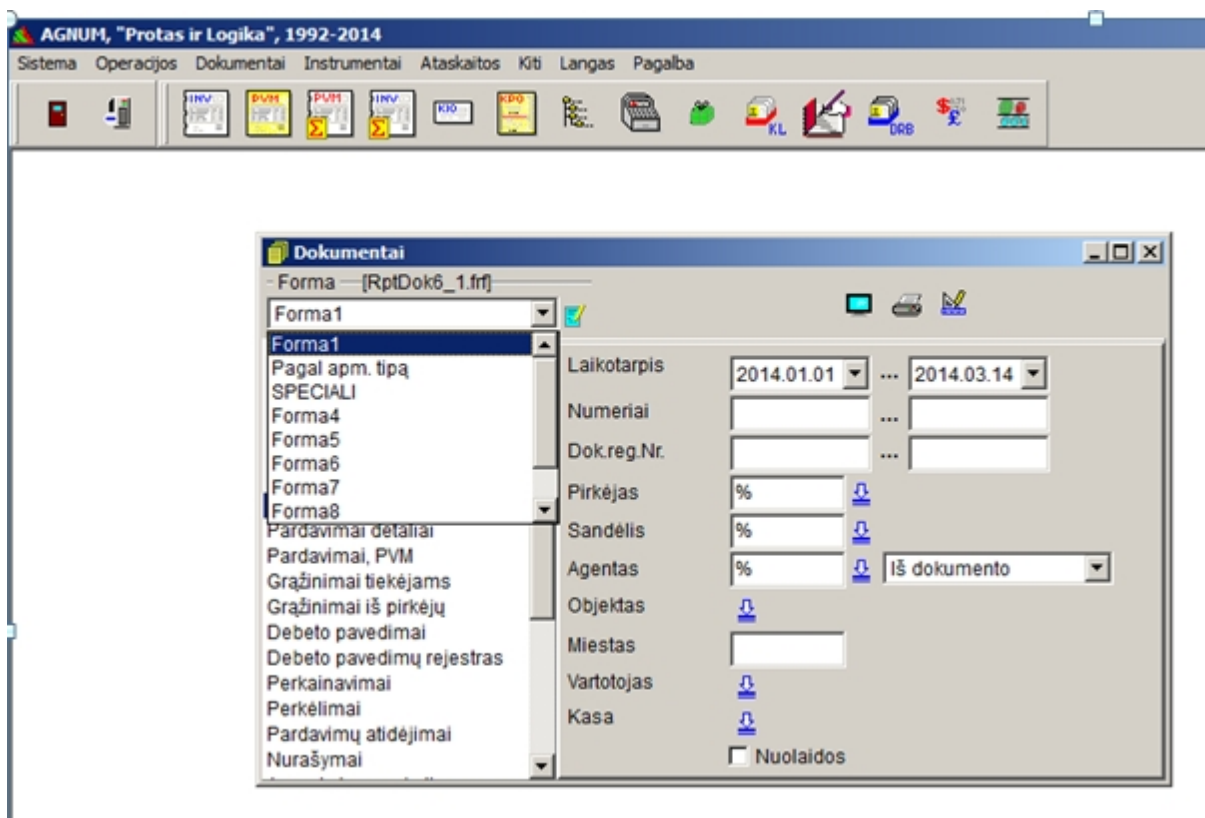 AGNUM, "Protas ir Logika", 1992-2014
Sistema Operacijos Dokumentai Instrumentai Ataskaitos Kiti Langas Pagalba
INV PVM PVM INV KIO KPO KL DRB
Dokumentai
Forma [RptDok6_1.frf]
Forma1
Forma1
Pagal apm. tipą
SPECIALI
Forma4
Forma5
Forma6
Forma7
Forma8
Pardavimai detaliai
Pardavimai, PVM
Grąžinimai tiekėjams
Grąžinimai iš pirkėjų
Debeto pavedimai
Debeto pavedimų rejestras
Perkainavimai
Perkėlimai
Pardavimų atidėjimai
Nurašymai
Laikotarpis 2014.01.01 ... 2014.03.14
Numeriai ...
Dok.reg.Nr. ...
Pirkėjas %
Sandėlis %
Agentas % Iš dokumento
Objektas
Miestas
Vartotojas
Kasa
Nuolaidos